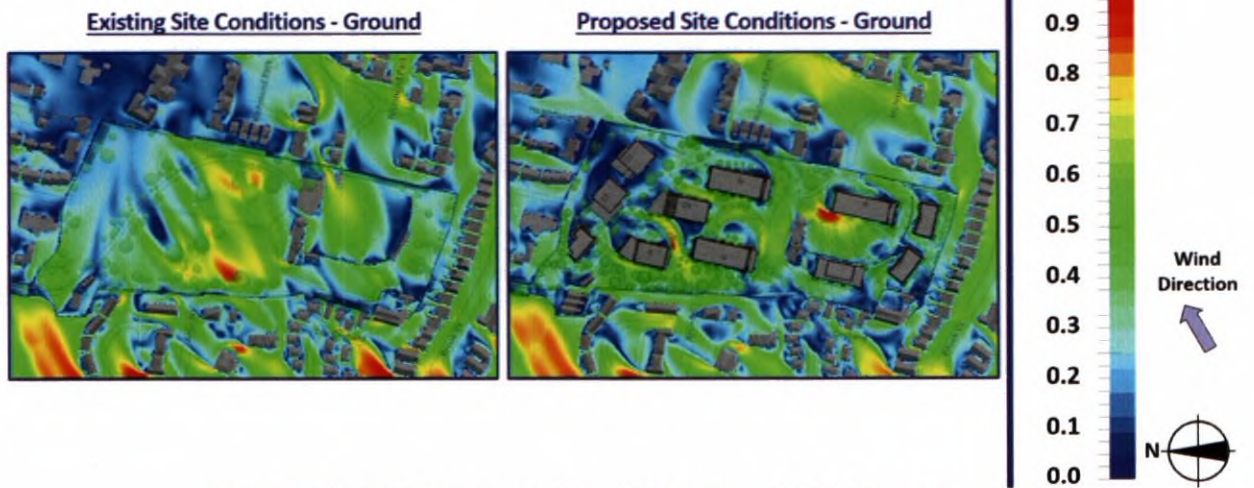 Existing Site Conditions - Ground
Proposed Site Conditions - Ground
0.9
0.8
0.7
0.6
0.5
0.4
0.3
0.2
0.1
0.0
Wind
Direction
N